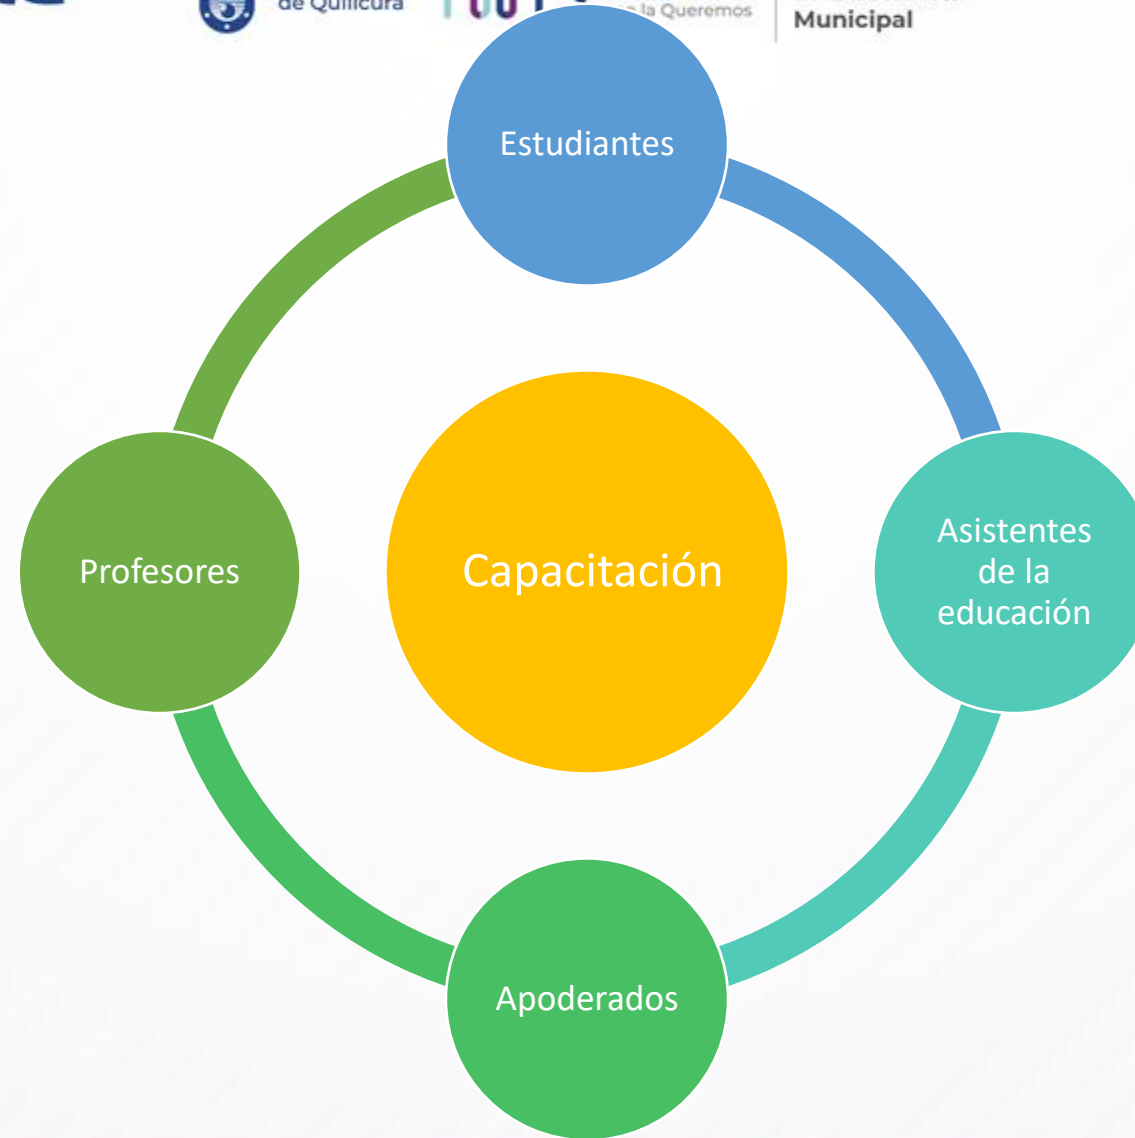 de Quilicura
la Queremos
Municipal
Estudiantes
Profesores
Capacitación
Asistentes
de la
educación
Apoderados